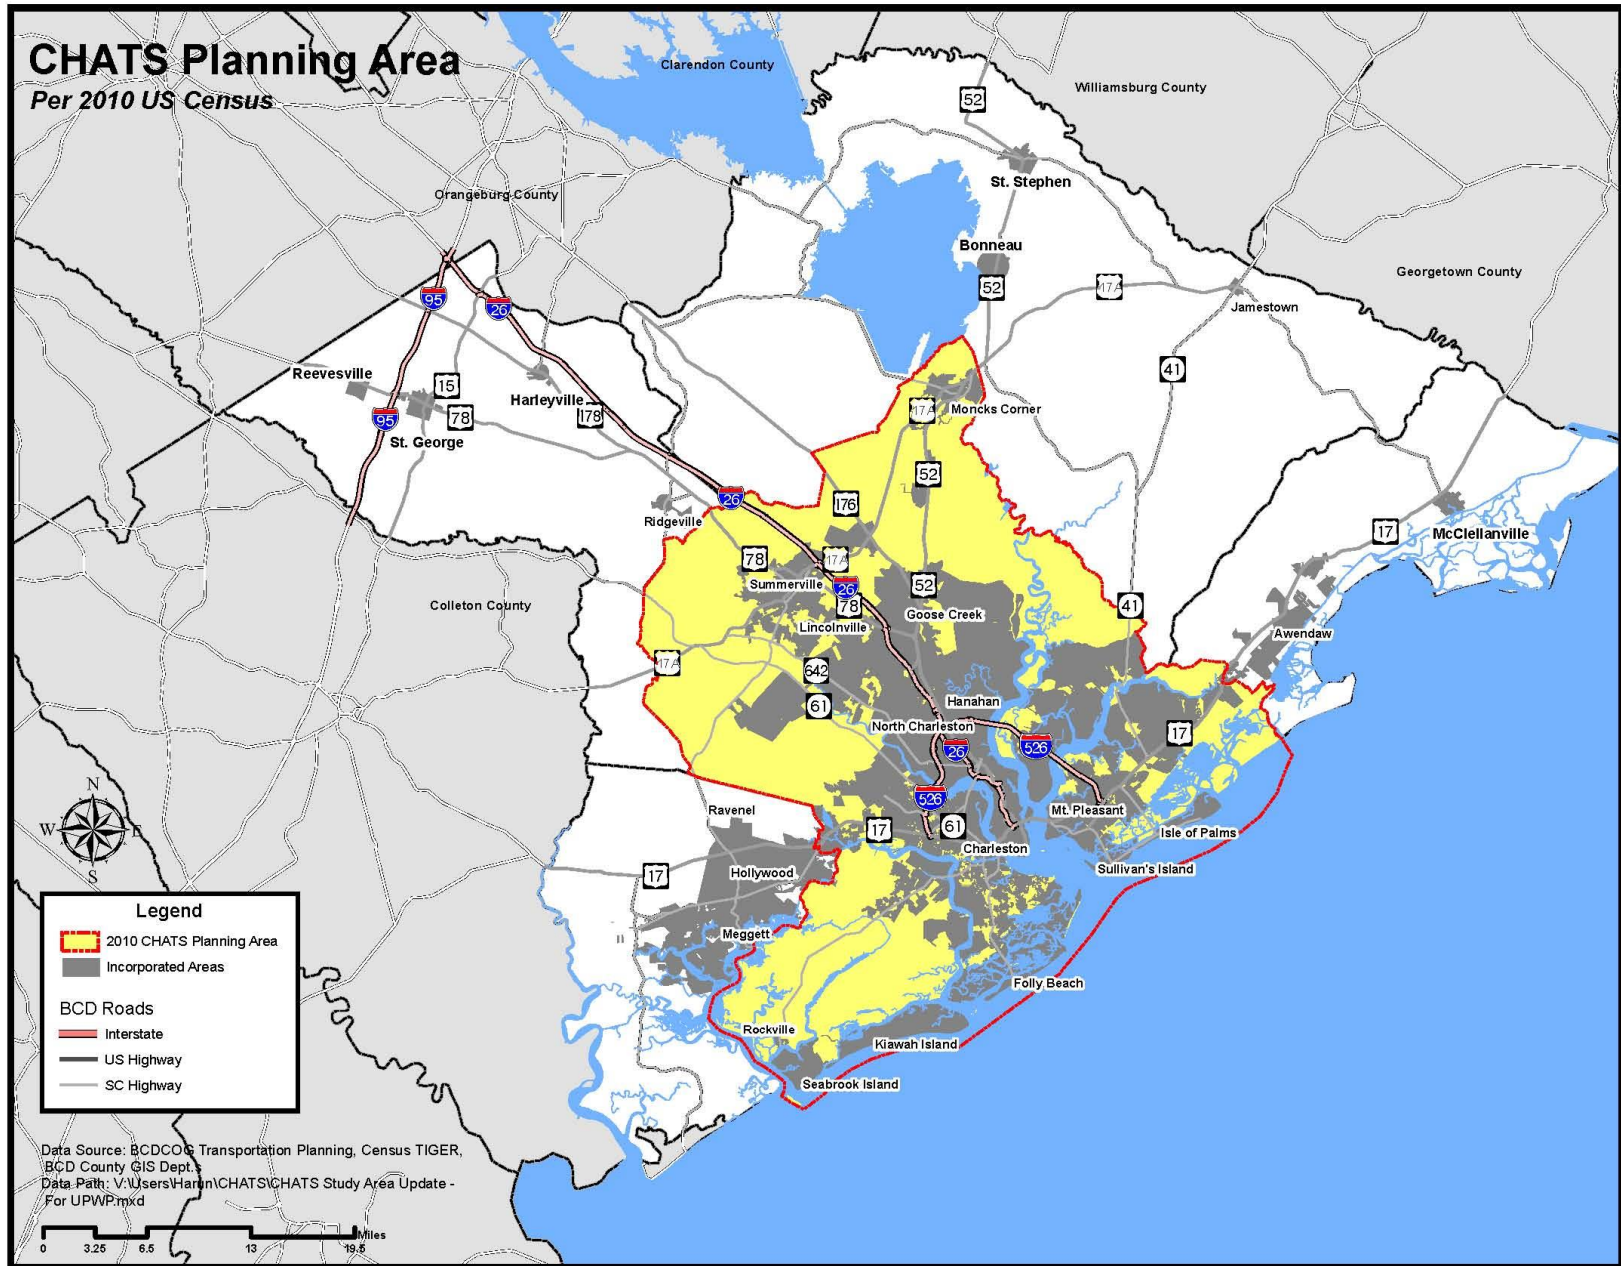 CHATS Planning Area
Per 2010 US Census
Clarendon County
Williamsburg County
52
St. Stephen
Orangeburg County
Bonneau
Georgetown County
52
17A
Jamestown
95
26
41
Reevesville
15
Harleyville
178
95
78
St. George
17A
Moncks Corner
52
26
176
Ridgeville
17
McClellanville
78
17A
Summerville
26
52
78
Goose Creek
Colleton County
41
Lincolnville
Awendaw
17A
642
61
Hanahan
North Charleston
17
26
526
526
Ravenel
Mt. Pleasant
17
61
Isle of Palms
Charleston
Sullivan's Island
17
Hollywood
Meggett
Folly Beach
Rockville
Kiawah Island
Seabrook Island
N
W
E
S
Legend
2010 CHATS Planning Area
Incorporated Areas
BCD Roads
Interstate
US Highway
SC Highway
Data Source: BCDCOG Transportation Planning, Census TIGER,
BCD County GIS Dept.s
Data Path: V:\Users\Harun\CHATS\CHATS Study Area Update -
For UPWP.mxd
Miles
0 3.25 6.5 13 19.5